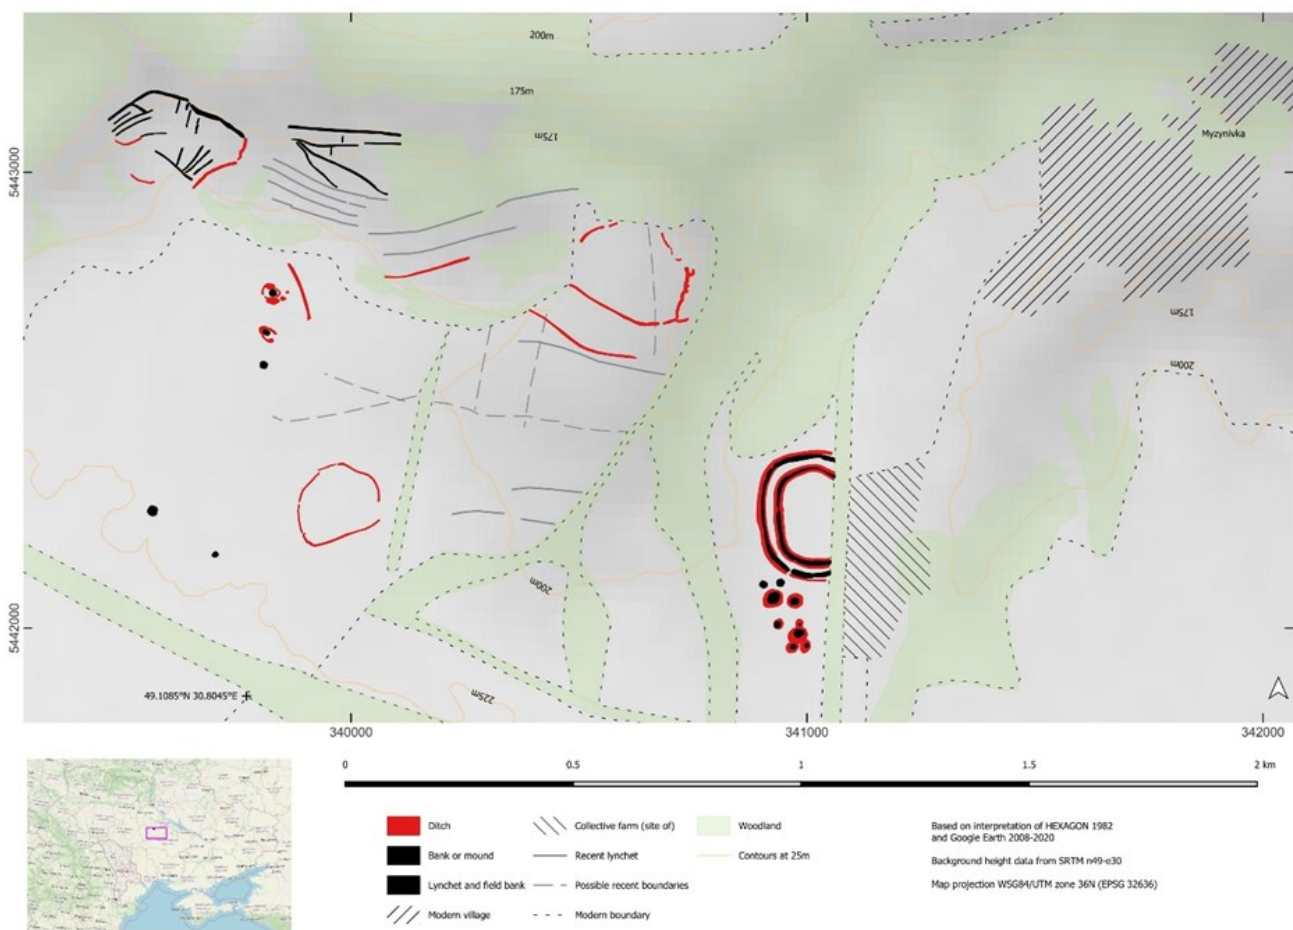 200m
175m
175m
Myzynivka
5443000
175m
200m
200m
5442000
225m
49.1085°N 30.8045°E
340000
341000
342000
0
0.5
1
1.5
2 km
Ditch
Bank or mound
Lynchet and field bank
Modern village
Collective farm (site of)
Recent lynchet
Possible recent boundaries
Modern boundary
Woodland
Contours at 25m
Based on interpretation of HEXAGON 1982
and Google Earth 2008-2020
Background height data from SRTM n49-e30
Map projection WSG84/UTM zone 36N (EPSG 32636)